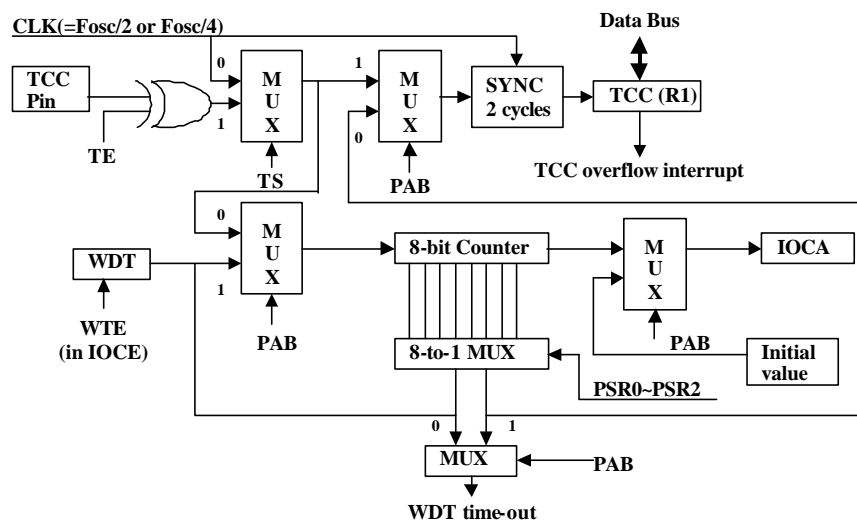 Data Bus
CLK(=Fosc/2 or Fosc/4)
0
1
TCC
Pin
M
U
X
M
U
X
SYNC
2 cycles
TCC (R1)
1
0
TE
TS
PAB
TCC overflow interrupt
0
M
U
X
8-bit Counter
M
U
X
IOCA
WDT
1
WTE
(in IOCE)
PAB
8-to-1 MUX
PAB
Initial
value
PSR0~PSR2
0
1
MUX
PAB
WDT time-out